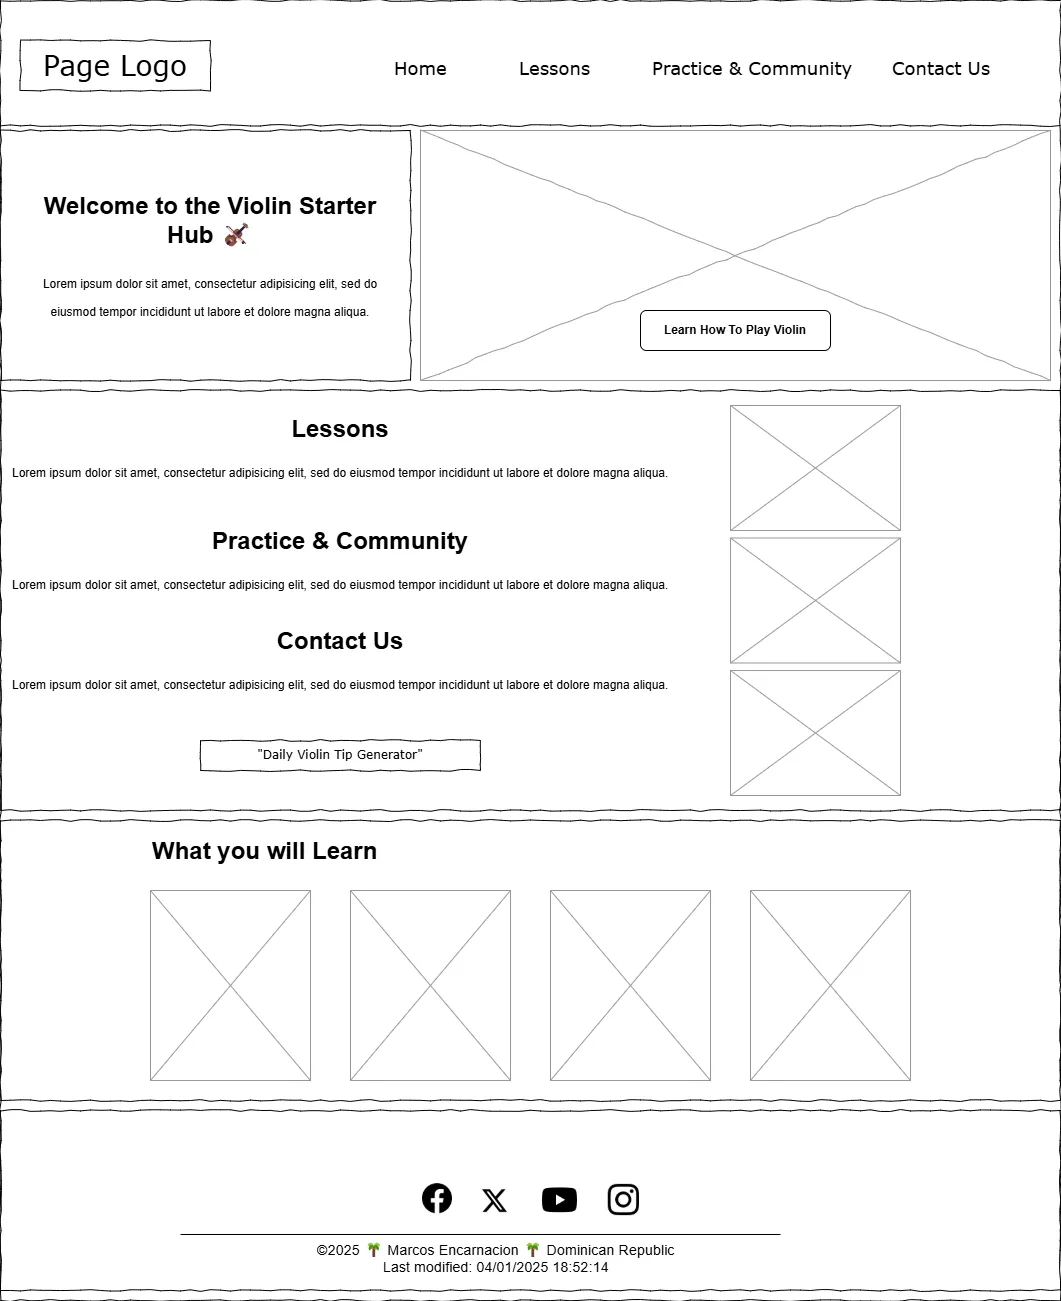 Page Logo
Home Lessons Practice & Community Contact Us
Welcome to the Violin Starter
Hub 🎻
Lorem ipsum dolor sit amet, consectetur adipisicing elit, sed do
eiusmod tempor incididunt ut labore et dolore magna aliqua.
Learn How To Play Violin
Lessons
Lorem ipsum dolor sit amet, consectetur adipisicing elit, sed do eiusmod tempor incididunt ut labore et dolore magna aliqua.
Practice & Community
Lorem ipsum dolor sit amet, consectetur adipisicing elit, sed do eiusmod tempor incididunt ut labore et dolore magna aliqua.
Contact Us
Lorem ipsum dolor sit amet, consectetur adipisicing elit, sed do eiusmod tempor incididunt ut labore et dolore magna aliqua.
"Daily Violin Tip Generator"
What you will Learn
©2025 🌴 Marcos Encarnacion 🌴 Dominican Republic
Last modified: 04/01/2025 18:52:14